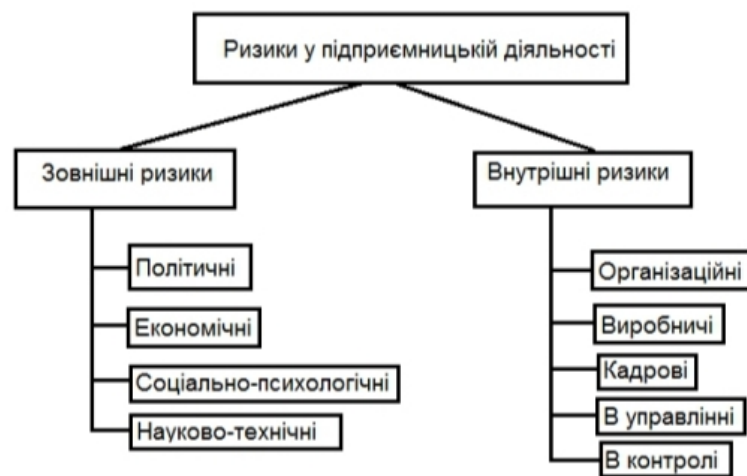 Ризики у підприємницькій діяльності
Зовнішні ризики
Політичні
Економічні
Соціально-психологічні
Науково-технічні
Внутрішні ризики
Організаційні
Виробничі
Кадрові
В управлінні
В контролі